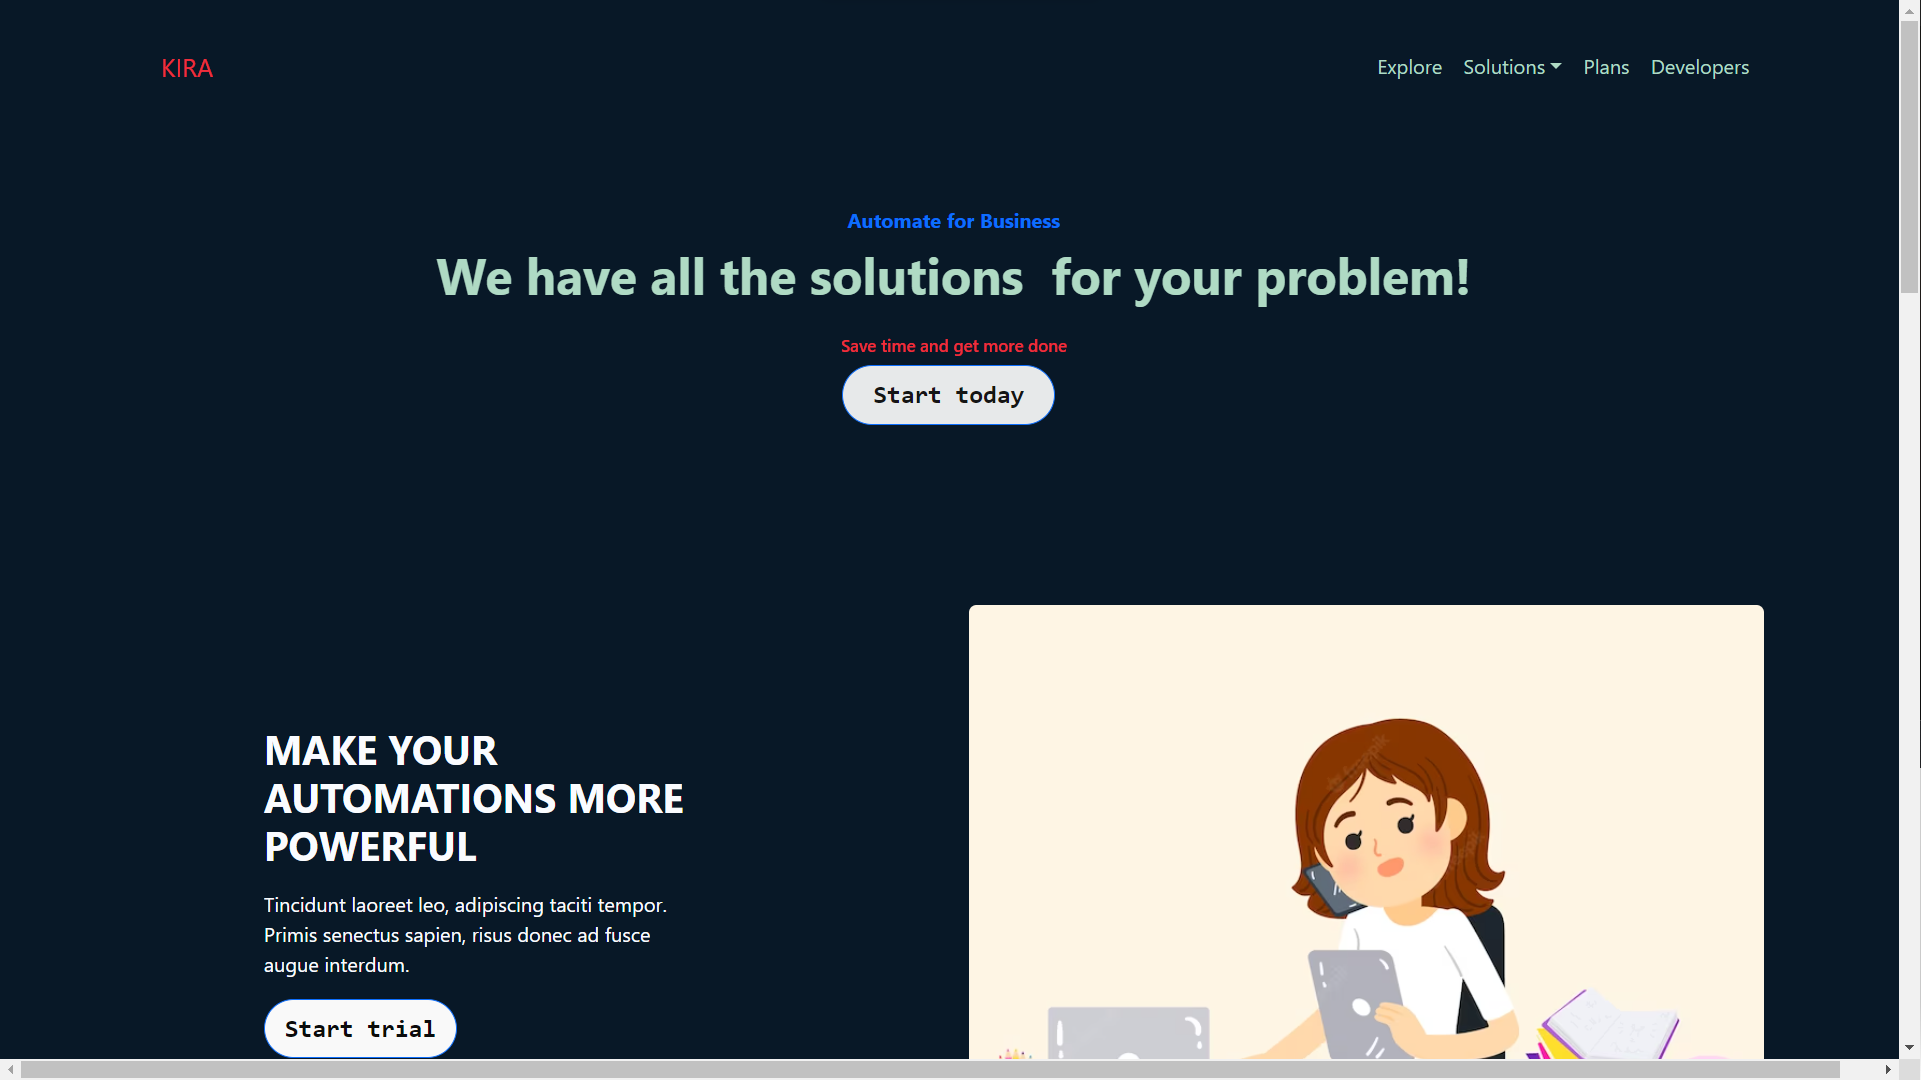 KIRA
Explore Solutions Plans Developers
Automate for Business
We have all the solutions  for your problem!
Save time and get more done
Start today
MAKE YOUR
AUTOMATIONS MORE
POWERFUL
Tincidunt laoreet leo, adipiscing taciti tempor.
Primis senectus sapien, risus donec ad fusce
augue interdum.
Start trial